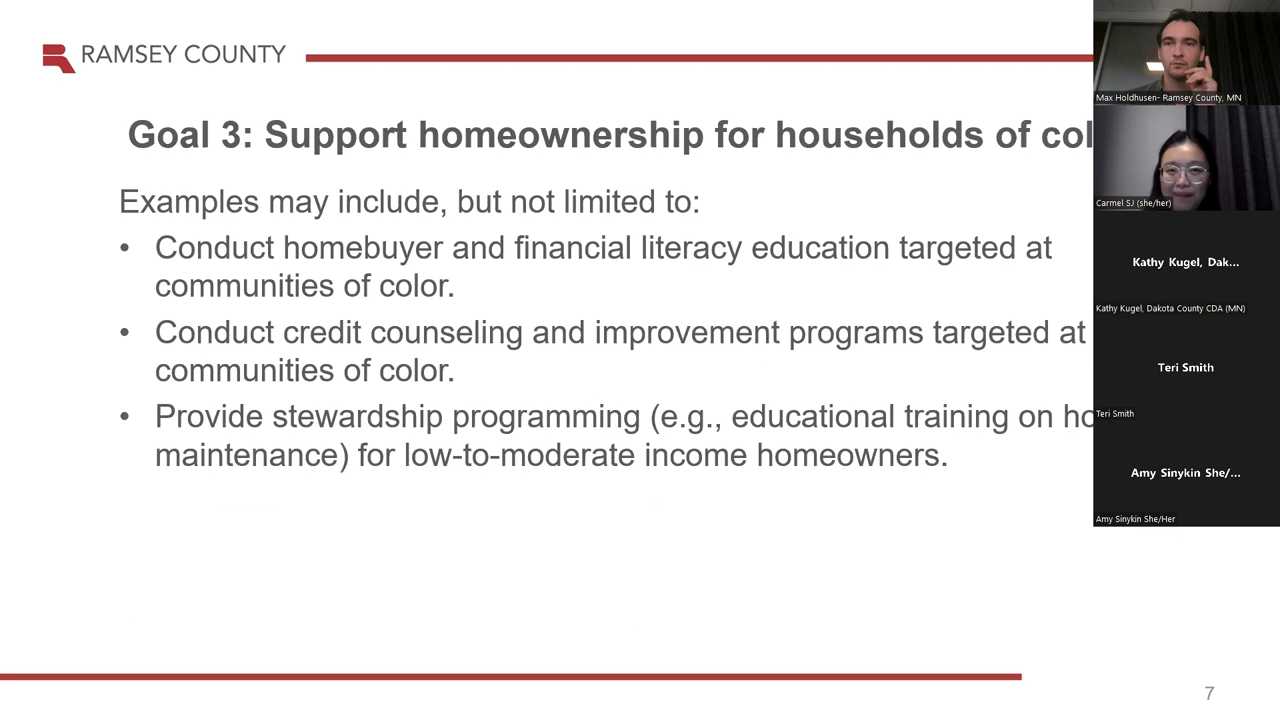 RAMSEY COUNTY
Goal 3: Support homeownership for households of col
Examples may include, but not limited to:
• Conduct homebuyer and financial literacy education targeted at
communities of color.
• Conduct credit counseling and improvement programs targeted at
communities of color.
• Provide stewardship programming (e.g., educational training on ho
maintenance) for low-to-moderate income homeowners.
7
Max Holdhusen- Ramsey County, MN
Carmel SJ (she/her)
Kathy Kugel, Dak...
Kathy Kugel, Dakota County CDA (MN)
Teri Smith
Teri Smith
Amy Sinykin She/...
Amy Sinykin She/Her